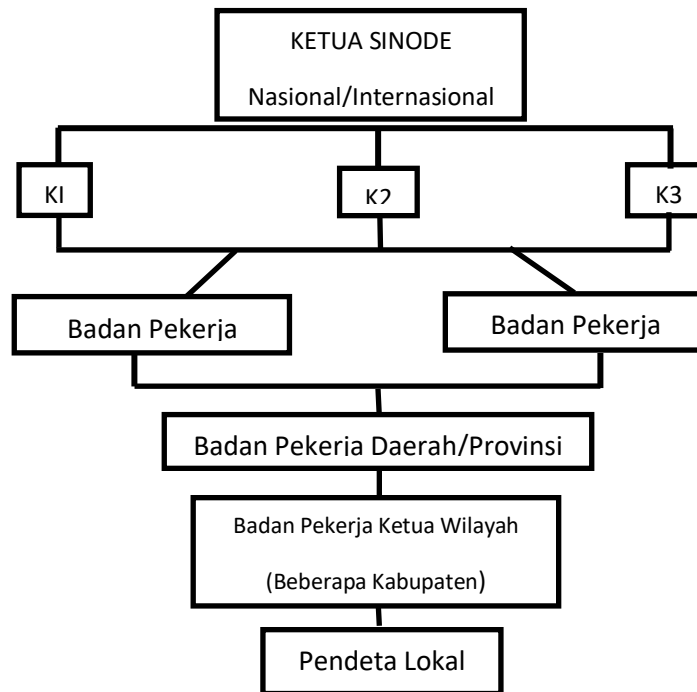 KETUA SINODE
Nasional/Internasional
KI
K2
K3
Badan Pekerja
Badan Pekerja
Badan Pekerja Daerah/Provinsi
Badan Pekerja Ketua Wilayah
(Beberapa Kabupaten)
Pendeta Lokal